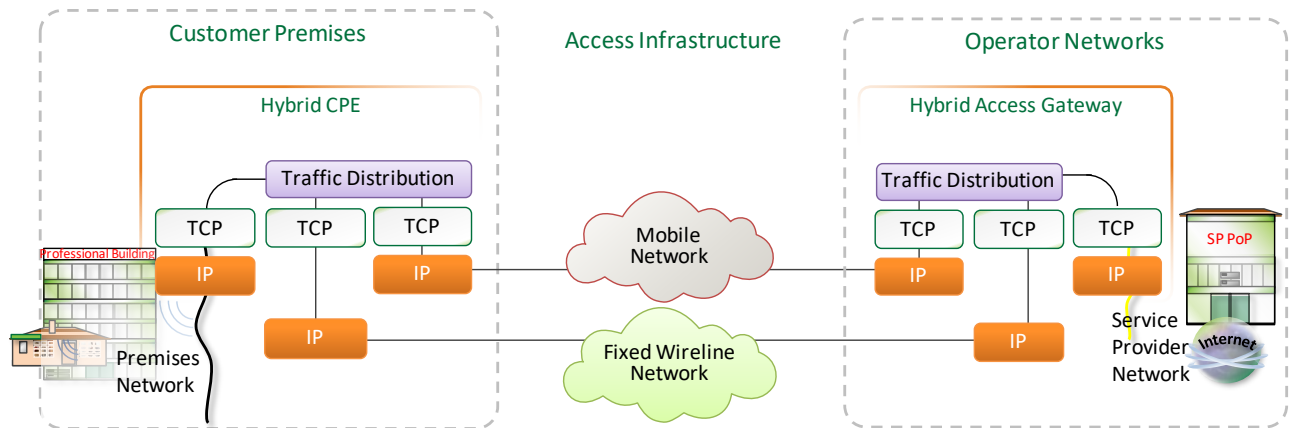 Customer Premises
Access Infrastructure
Operator Networks
Hybrid CPE
Hybrid Access Gateway
Traffic Distribution
Traffic Distribution
TCP
TCP
TCP
TCP
TCP
TCP
Professional Building
Mobile
Network
SP PoP
IP
IP
IP
IP
Premises
Network
IP
Fixed Wireline
Network
IP
Service
Provider
Network
Internet